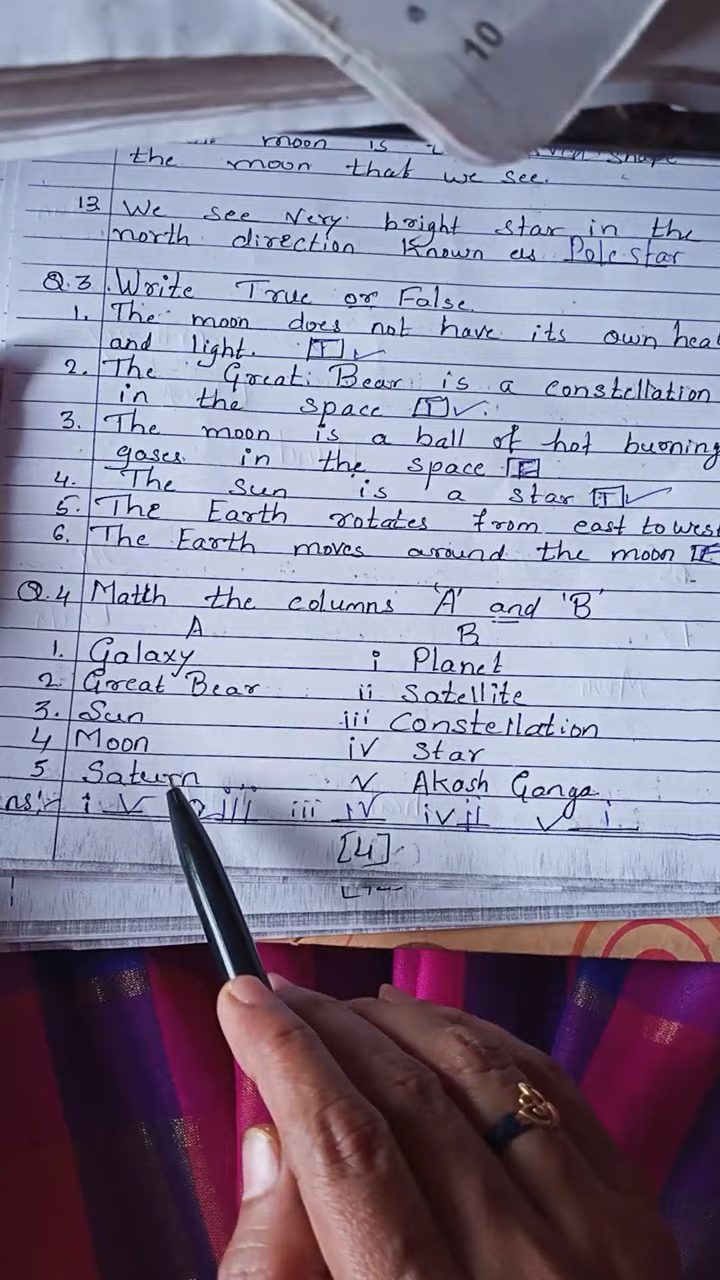 10
moon is shape
the moon that we see.
13 We see very bright star in the
north direction known as Pole star
Q.3 Write True or False.
1. The moon does not have its own heat
and light. [T] ✓
2. The Great Bear is a constellation
in the space [T] ✓.
3. The moon is a ball of hot burning
gases in the space [F]
4. The sun is a star [T] ✓
5. The Earth rotates from east to west
6. The Earth moves around the moon [F
Q.4 Match the columns 'A' and 'B'
A B
1. Galaxy i Planet
2. Great Bear ii Satellite
3. Sun iii Constellation
4 Moon iv Star
5 Saturn v Akash Ganga
ns:- i v iii iii iv iv ii v i
[4]